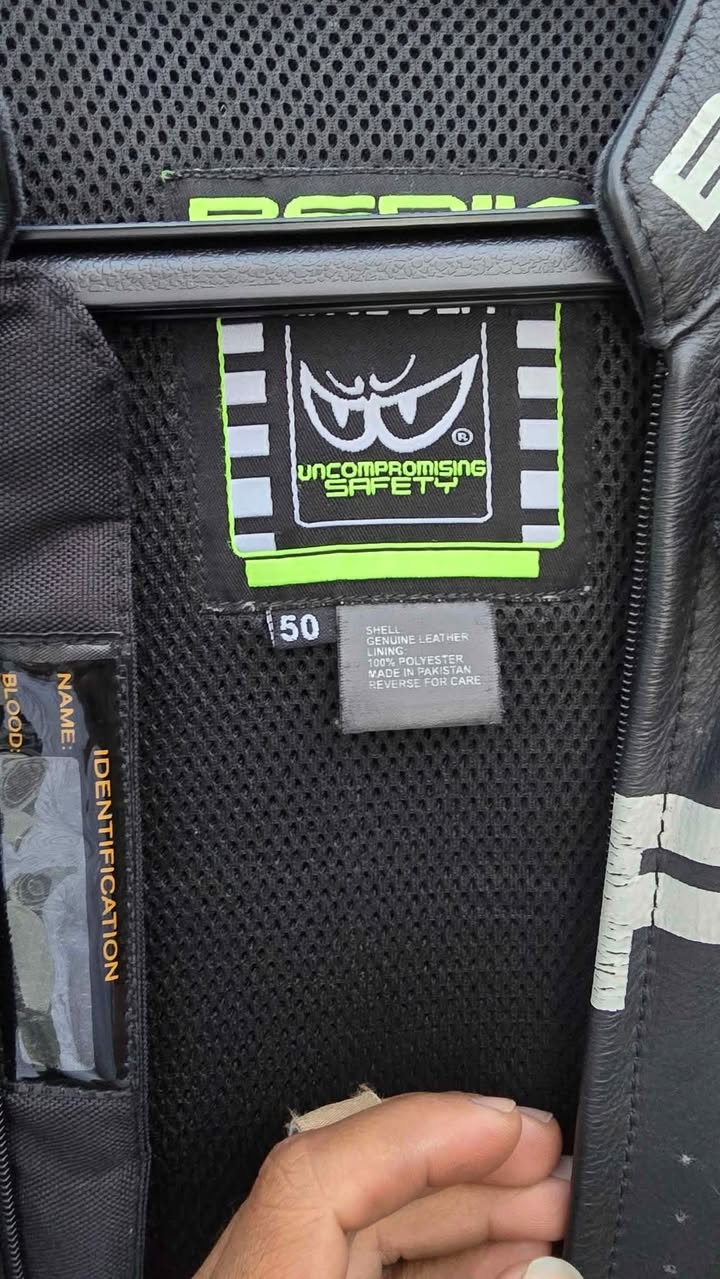 ®
UNCOMPROMISING
SAFETY
50
SHELL
GENUINE LEATHER
LINING:
100% POLYESTER
MADE IN PAKISTAN
REVERSE FOR CARE
IDENTIFICATION
NAME:
BLOOD: